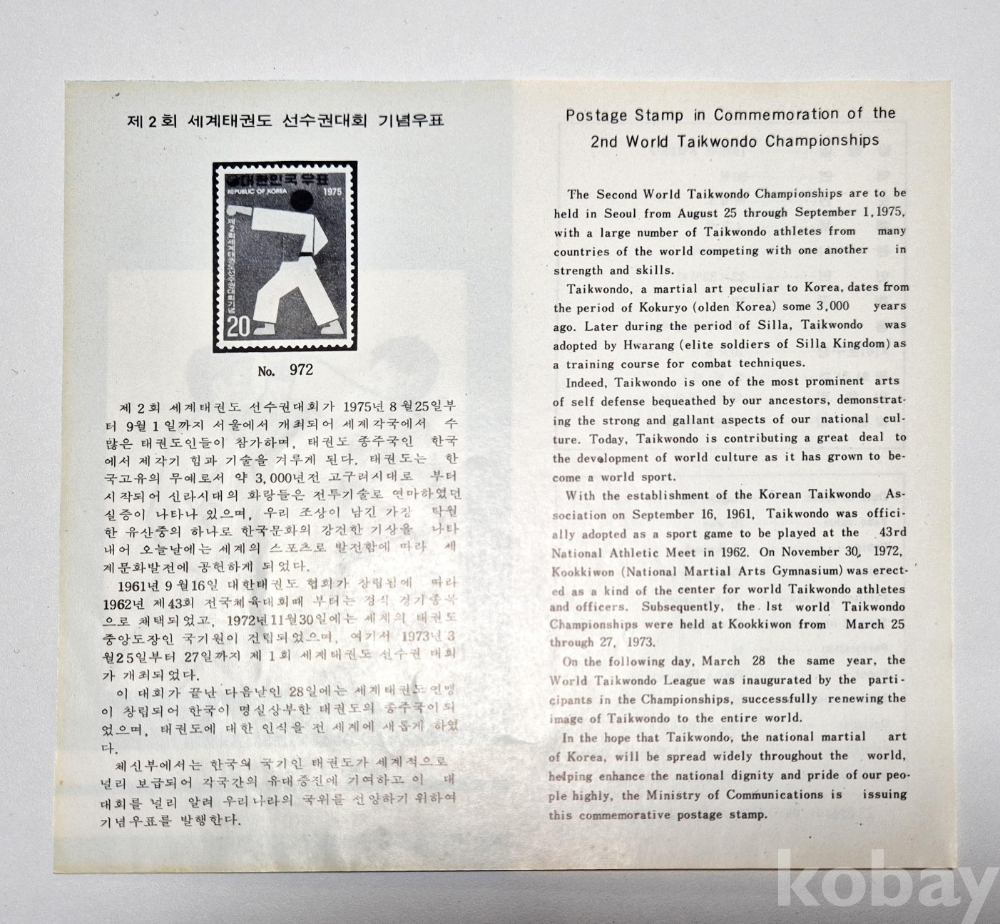 제 2 회 세계태권도 선수권대회 기념우표
대한민국 우표
REPUBLIC OF KOREA 1975
제2회세계태권도선수권대회기념
20
No. 972
제 2 회 세계태권도 선수권대회가 1975년 8 월25일부
터 9월 1 일까지 서울에서 개최되어 세계각국에서 수
많은 태권도인들이 참가하며, 태권도 종주국인 한국
에서 제각기 힘과 기술을 겨루게 된다. 태권도는 한
국고유의 무예로서 약 3,000년전 고구려시대로 부터
시작되어 신라시대의 화랑들은 전투기술로 연마하였던
실증이 나타나 있으며, 우리 조상이 남긴 가장 탁월
한 유산중의 하나로 한국문화의 강건한 기상을 나타
내어 오늘날에는 세계의 스포츠로 발전함에 따라 세
계문화발전에 공헌하게 되었다.
1961년 9 월16일 대한태권도 협회가 창립됨에 따라
1962년 제43회 전국체육대회때 부터는 정식 경기종목
으로 채택되었고, 1972년11월30일에는 세계의 태권도
중앙도장인 국기원이 건립되었으며, 여기서 1973년 3
월25일부터 27일까지 제 1 회 세계태권도 선수권 대회
가 개최되었다.
이 대회가 끝난 다음날인 28일에는 세계태권도연맹
이 창립되어 한국이 명실상부한 태권도의 종주국이 되
었으며, 태권도에 대한 인식을 전 세계에 새롭게 하였
다.
체신부에서는 한국의 국기인 태권도가 세계적으로
널리 보급되어 각국간의 유대증진에 기여하고 이 대
대회를 널리 알려 우리나라의 국위를 선양하기 위하여
기념우표를 발행한다.
Postage Stamp in Commemoration of the
2nd World Taikwondo Championships
The Second World Taikwondo Championships are to be
held in Seoul from August 25 through September 1, 1975,
with a large number of Taikwondo athletes from many
countries of the world competing with one another in
strength and skills.
Taikwondo, a martial art peculiar to Korea, dates from
the period of Kokuryo (olden Korea) some 3,000 years
ago. Later during the period of Silla, Taikwondo was
adopted by Hwarang (elite soldiers of Silla Kingdom) as
a training course for combat techniques.
Indeed, Taikwondo is one of the most prominent arts
of self defense bequeathed by our ancestors, demonstrat-
ing the strong and gallant aspects of our national cul-
ture. Today, Taikwondo is contributing a great deal to
the development of world culture as it has grown to be-
come a world sport.
With the establishment of the Korean Taikwondo As-
sociation on September 16, 1961, Taikwondo was offici-
ally adopted as a sport game to be played at the 43rd
National Athletic Meet in 1962. On November 30, 1972,
Kookkiwon (National Martial Arts Gymnasium) was erect-
ed as a kind of the center for world Taikwondo athletes
and officers. Subsequently, the 1st world Taikwondo
Championships were held at Kookkiwon from March 25
through 27, 1973.
On the following day, March 28 the same year, the
World Taikwondo League was inaugurated by the parti-
cipants in the Championships, successfully renewing the
image of Taikwondo to the entire world.
In the hope that Taikwondo, the national martial art
of Korea, will be spread widely throughout the world,
helping enhance the national dignity and pride of our peo-
ple highly, the Ministry of Communications is issuing
this commemorative postage stamp.
kobay